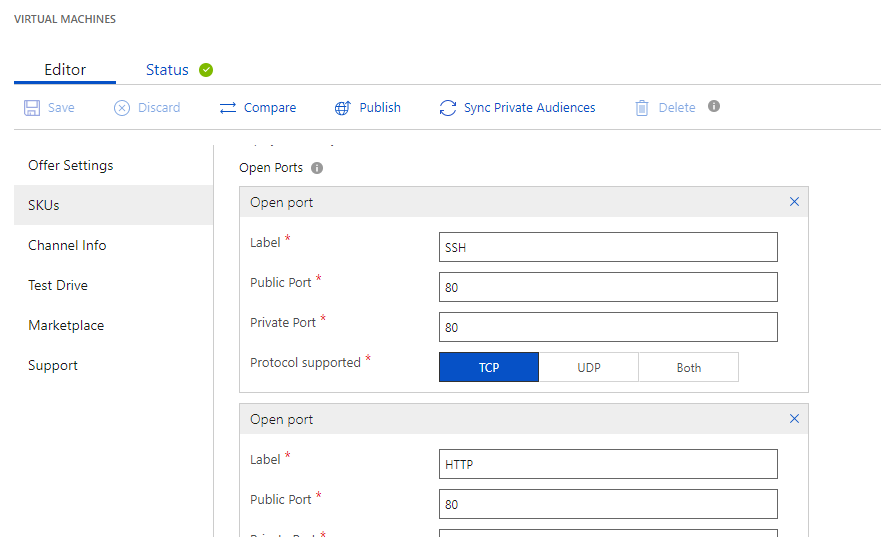 VIRTUAL MACHINES
Editor Status
Save Discard Compare Publish Sync Private Audiences Delete
Offer Settings
SKUs
Channel Info
Test Drive
Marketplace
Support
Open Ports
Open port
Label * SSH
Public Port * 80
Private Port * 80
Protocol supported * TCP UDP Both
Open port
Label * HTTP
Public Port * 80
Private Port *